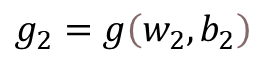 g₂ = g(w₂, b₂)